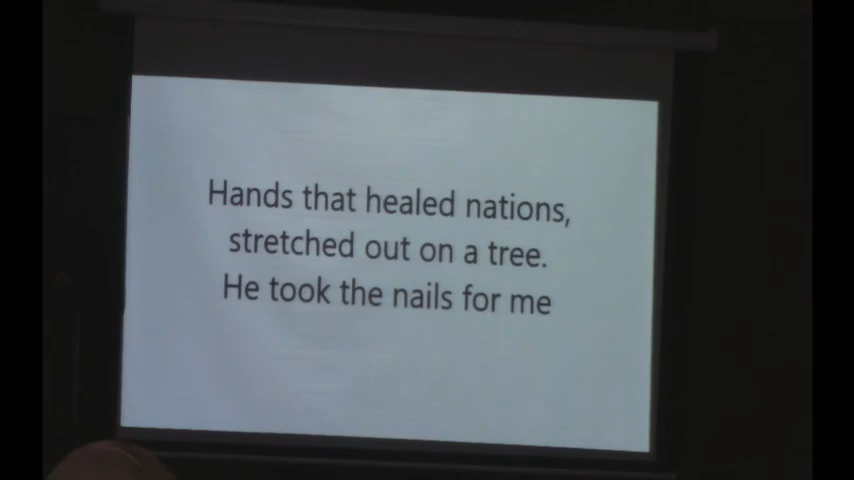 Hands that healed nations,
stretched out on a tree.
He took the nails for me